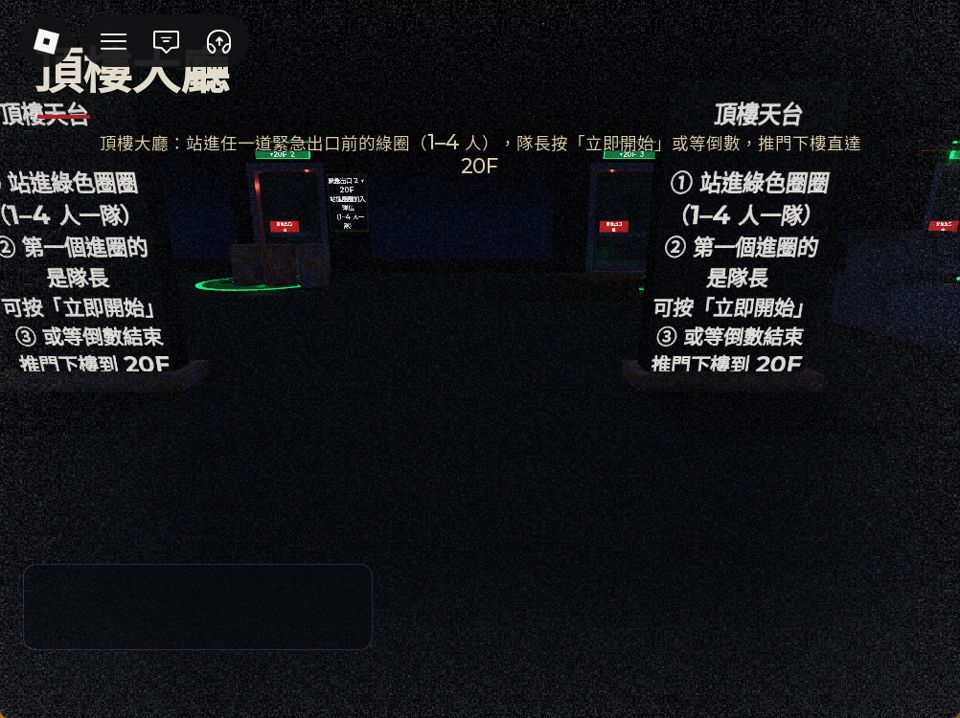 頂樓大廳
頂樓天台
頂樓大廳：站進任一道緊急出口前的綠圈（1–4 人），隊長按「立即開始」或等倒數，推門下樓直達
20F
站進綠色圈圈
（1–4 人一隊）
② 第一個進圈的
是隊長
可按「立即開始」
③ 或等倒數結束
推門下樓到 20F
20F 2
20F
20F 3
頂樓天台
① 站進綠色圈圈
（1–4 人一隊）
② 第一個進圈的
是隊長
可按「立即開始」
③ 或等倒數結束
推門下樓到 20F